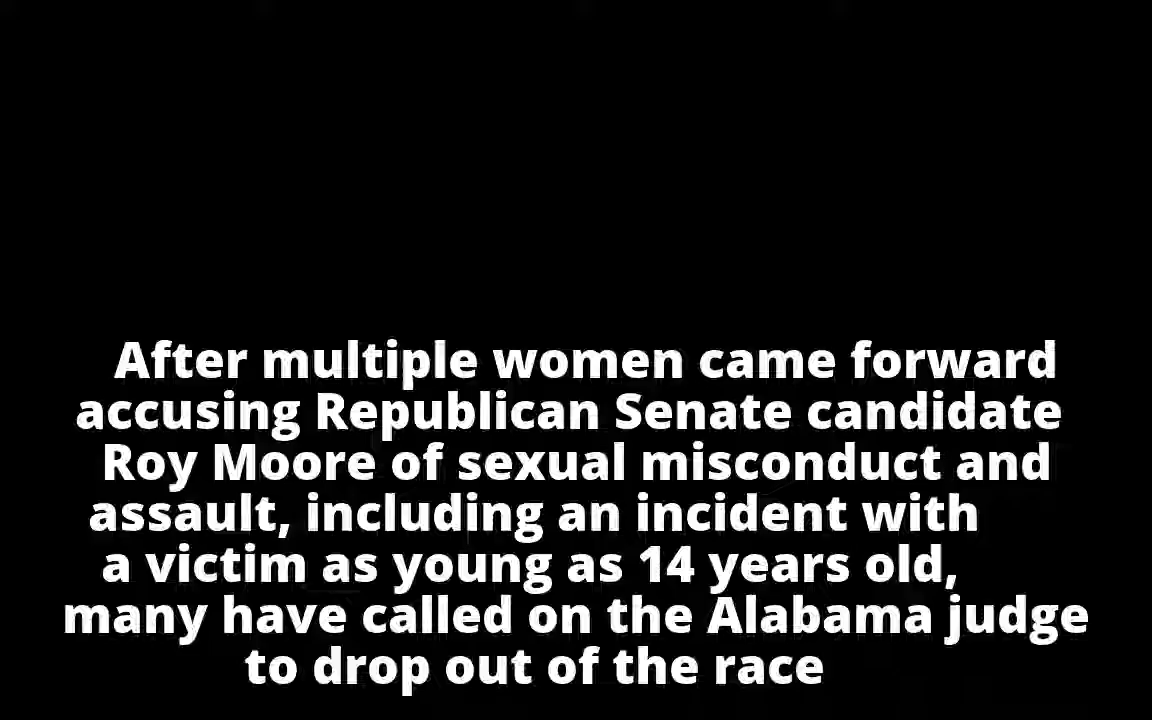 After multiple women came forward
accusing Republican Senate candidate
Roy Moore of sexual misconduct and
assault, including an incident with
a victim as young as 14 years old,
many have called on the Alabama judge
to drop out of the race